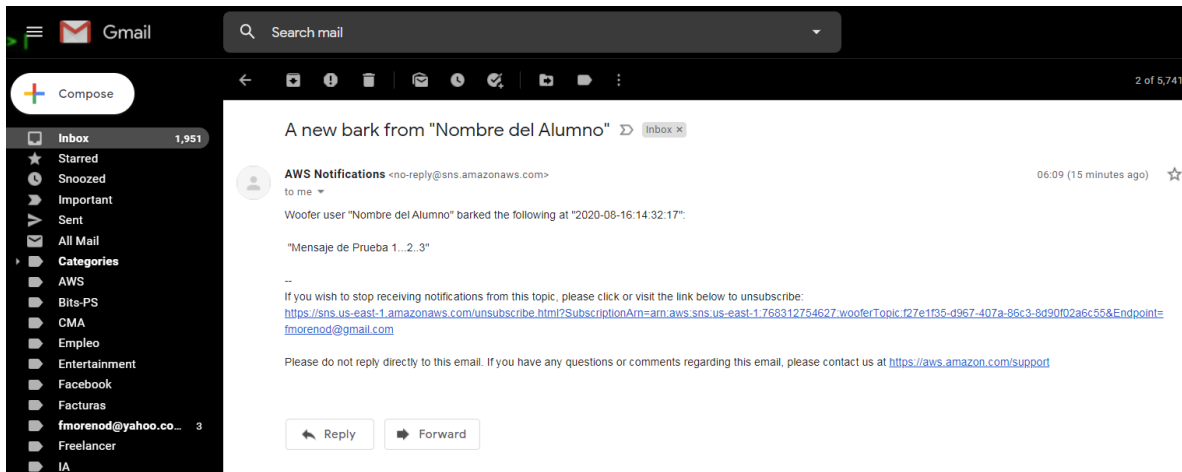 Gmail
Search mail
Compose
2 of 5,741
Inbox 1,951
Starred
Snoozed
Important
Sent
All Mail
Categories
AWS
Bits-PS
CMA
Empleo
Entertainment
Facebook
Facturas
fmorenod@yahoo.co... 3
Freelancer
IA
A new bark from "Nombre del Alumno" Inbox ×
AWS Notifications <no-reply@sns.amazonaws.com> 06:09 (15 minutes ago)
to me
Woofer user "Nombre del Alumno" barked the following at "2020-08-16:14:32:17":
"Mensaje de Prueba 1...2..3"
--
If you wish to stop receiving notifications from this topic, please click or visit the link below to unsubscribe:
https://sns.us-east-1.amazonaws.com/unsubscribe.html?SubscriptionArn=arn:aws:sns:us-east-1:768312754627:wooferTopic:f27e1f35-d967-407a-86c3-8d90f02a6c55&Endpoint=
fmorenod@gmail.com
Please do not reply directly to this email. If you have any questions or comments regarding this email, please contact us at https://aws.amazon.com/support
Reply
Forward